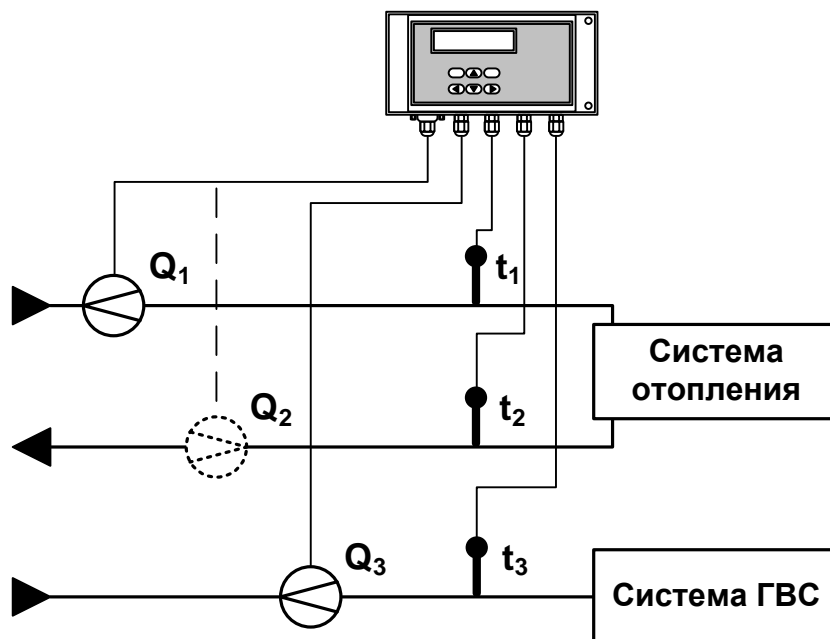 Q₁
t₁
Система
отопления
Q₂
t₂
Q₃
t₃
Система ГВС